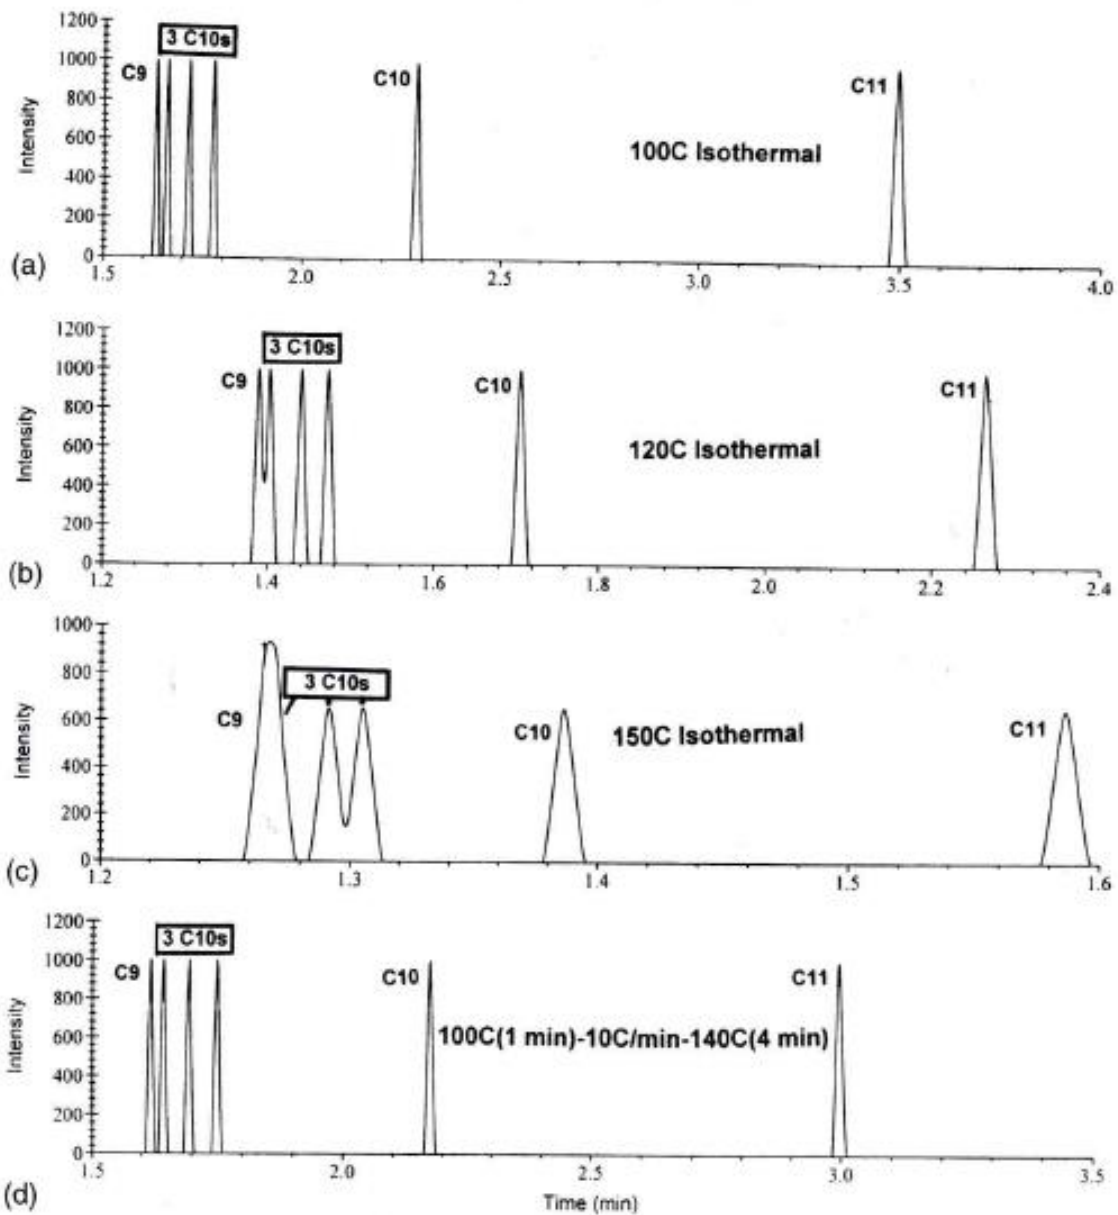 1200
1000
800
600
400
200
0
Intensity
3 C10s
C9
C10
C11
100C Isothermal
(a)
1.5
2.0
2.5
3.0
3.5
4.0
1200
1000
800
600
400
200
0
Intensity
3 C10s
C9
C10
C11
120C Isothermal
(b)
1.2
1.4
1.6
1.8
2.0
2.2
2.4
1000
800
600
400
200
0
Intensity
3 C10s
C9
C10
C11
150C Isothermal
(c)
1.2
1.3
1.4
1.5
1.6
1200
1000
800
600
400
200
0
Intensity
3 C10s
C9
C10
C11
100C(1 min)-10C/min-140C(4 min)
(d)
1.5
2.0
2.5
3.0
3.5
Time (min)